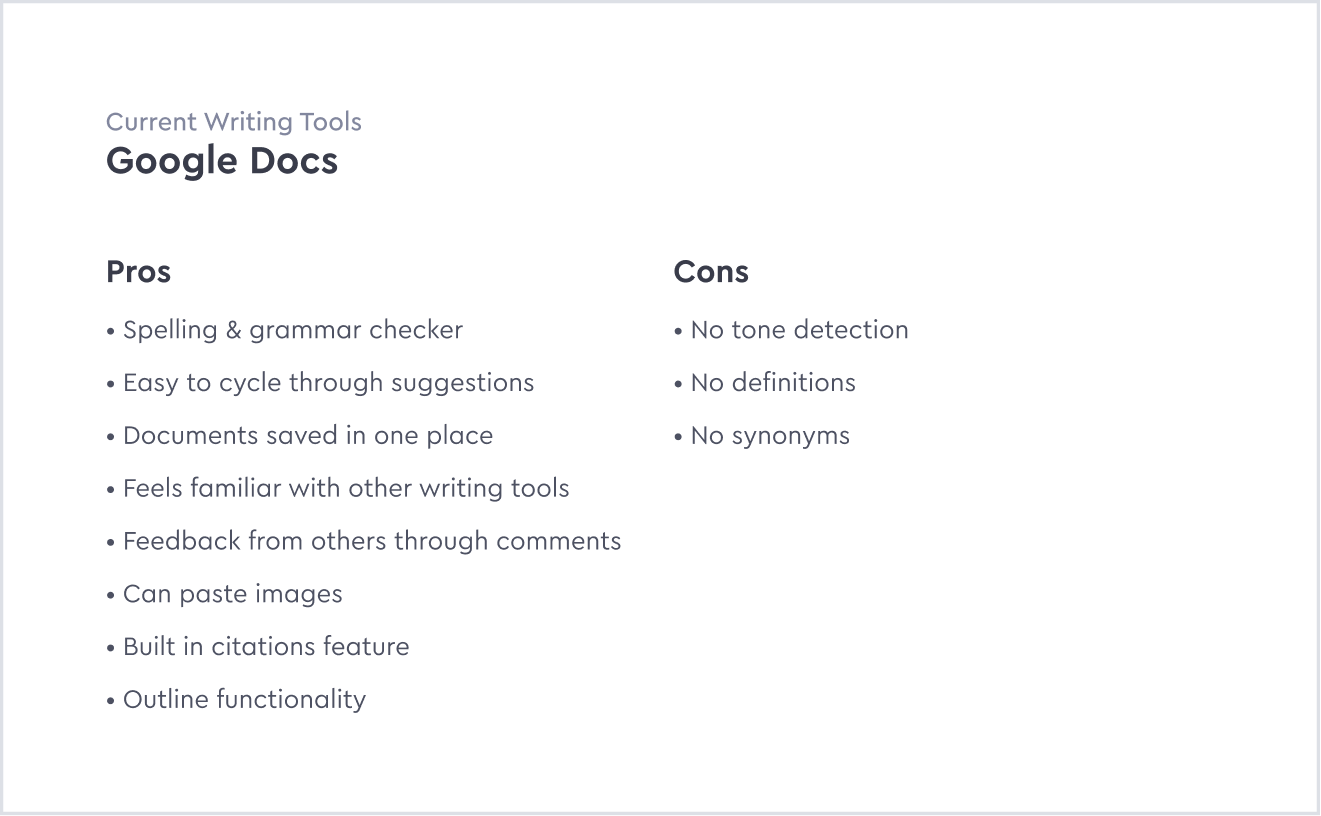 Current Writing Tools
Google Docs
Pros
• Spelling & grammar checker
• Easy to cycle through suggestions
• Documents saved in one place
• Feels familiar with other writing tools
• Feedback from others through comments
• Can paste images
• Built in citations feature
• Outline functionality
Cons
• No tone detection
• No definitions
• No synonyms